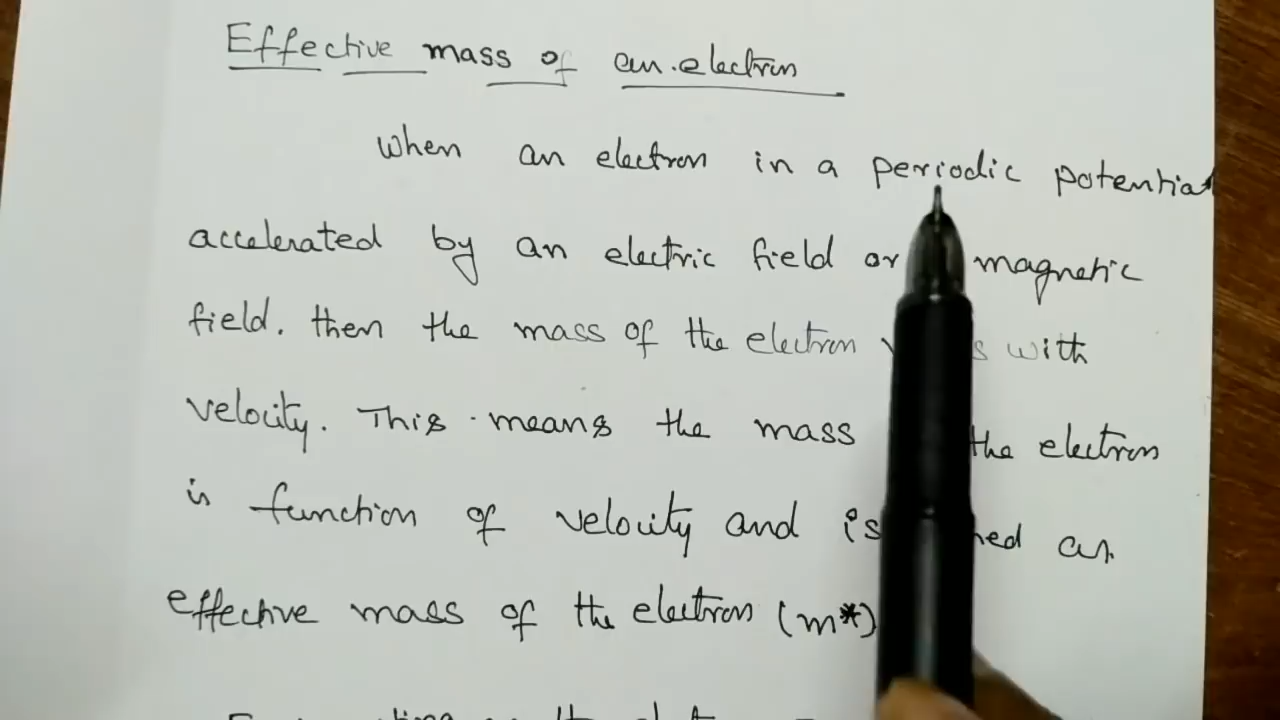 Effective mass of an electron
When an electron in a periodic potential
accelerated by an electric field or magnetic
field. then the mass of the electron with
velocity. This means the mass the electron
is function of velocity and is as
effective mass of the electron (m*)